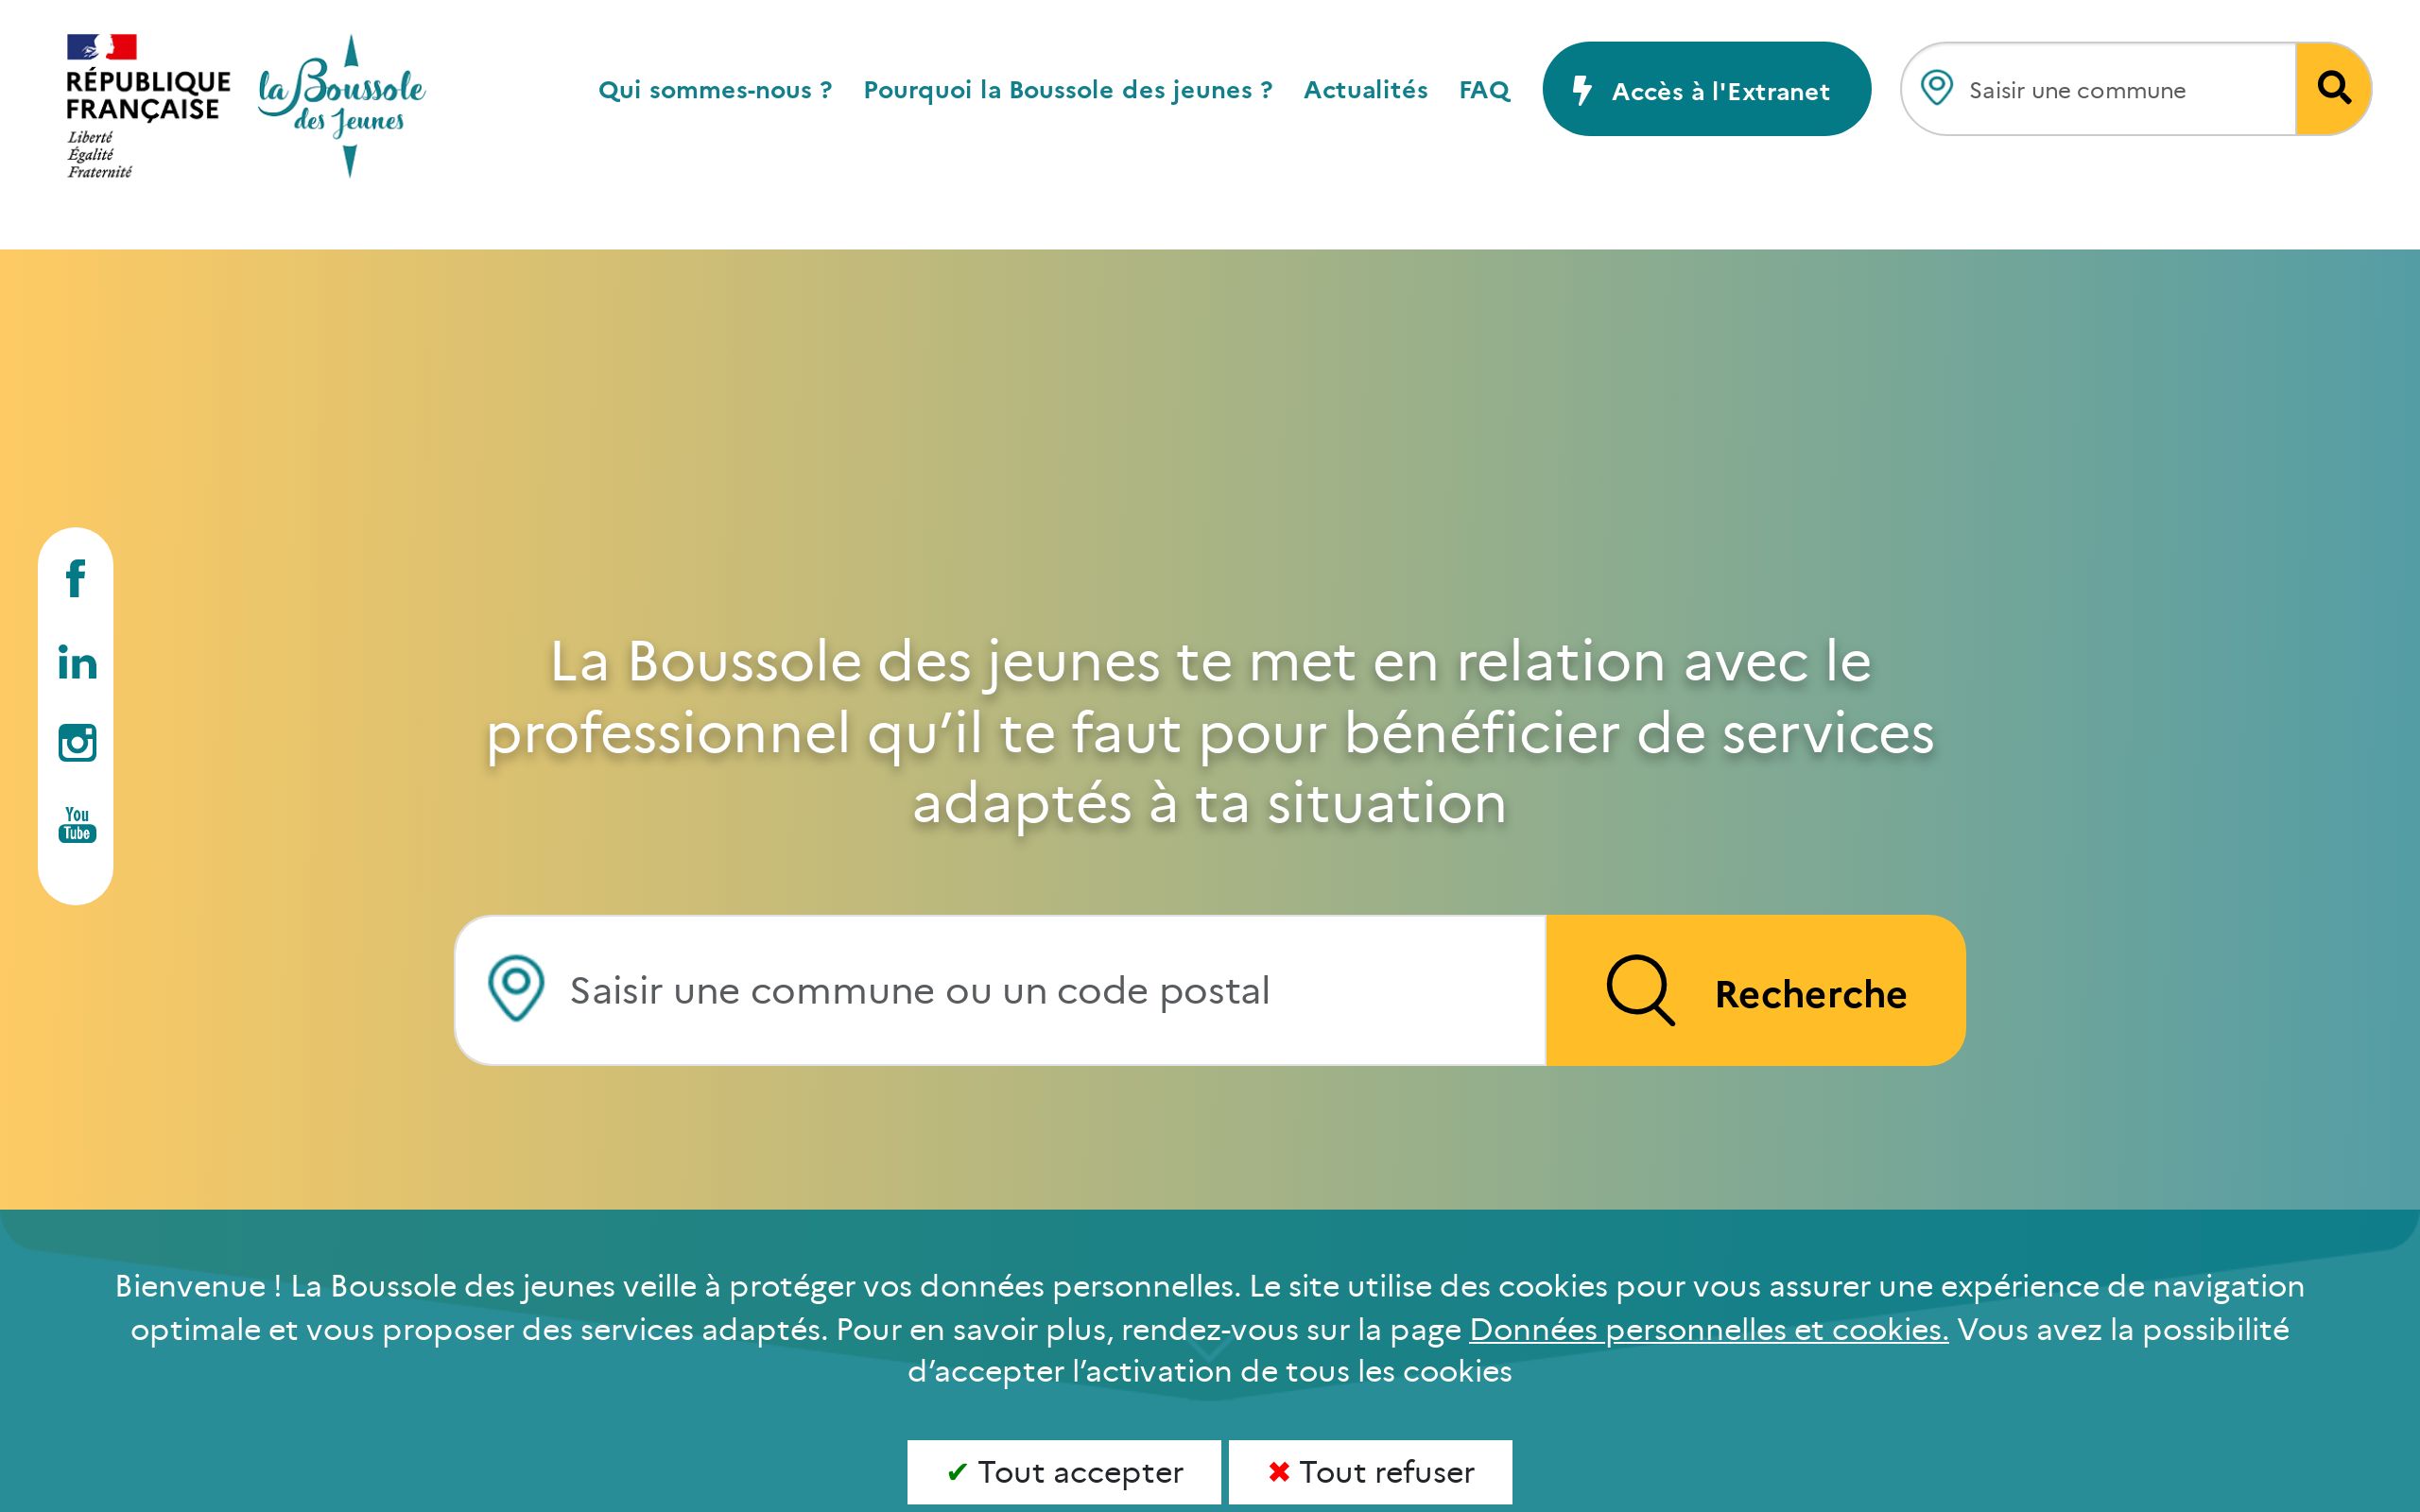 RÉPUBLIQUE
FRANÇAISE
Liberté
Égalité
Fraternité
la Boussole
des Jeunes
Qui sommes-nous ?
Pourquoi la Boussole des jeunes ?
Actualités
FAQ
Accès à l'Extranet
Saisir une commune
You
Tube
La Boussole des jeunes te met en relation avec le
professionnel qu’il te faut pour bénéficier de services
adaptés à ta situation
Saisir une commune ou un code postal
Recherche
Bienvenue ! La Boussole des jeunes veille à protéger vos données personnelles. Le site utilise des cookies pour vous assurer une expérience de navigation
optimale et vous proposer des services adaptés. Pour en savoir plus, rendez-vous sur la page Données personnelles et cookies. Vous avez la possibilité
d’accepter l’activation de tous les cookies
✔ Tout accepter
✖ Tout refuser